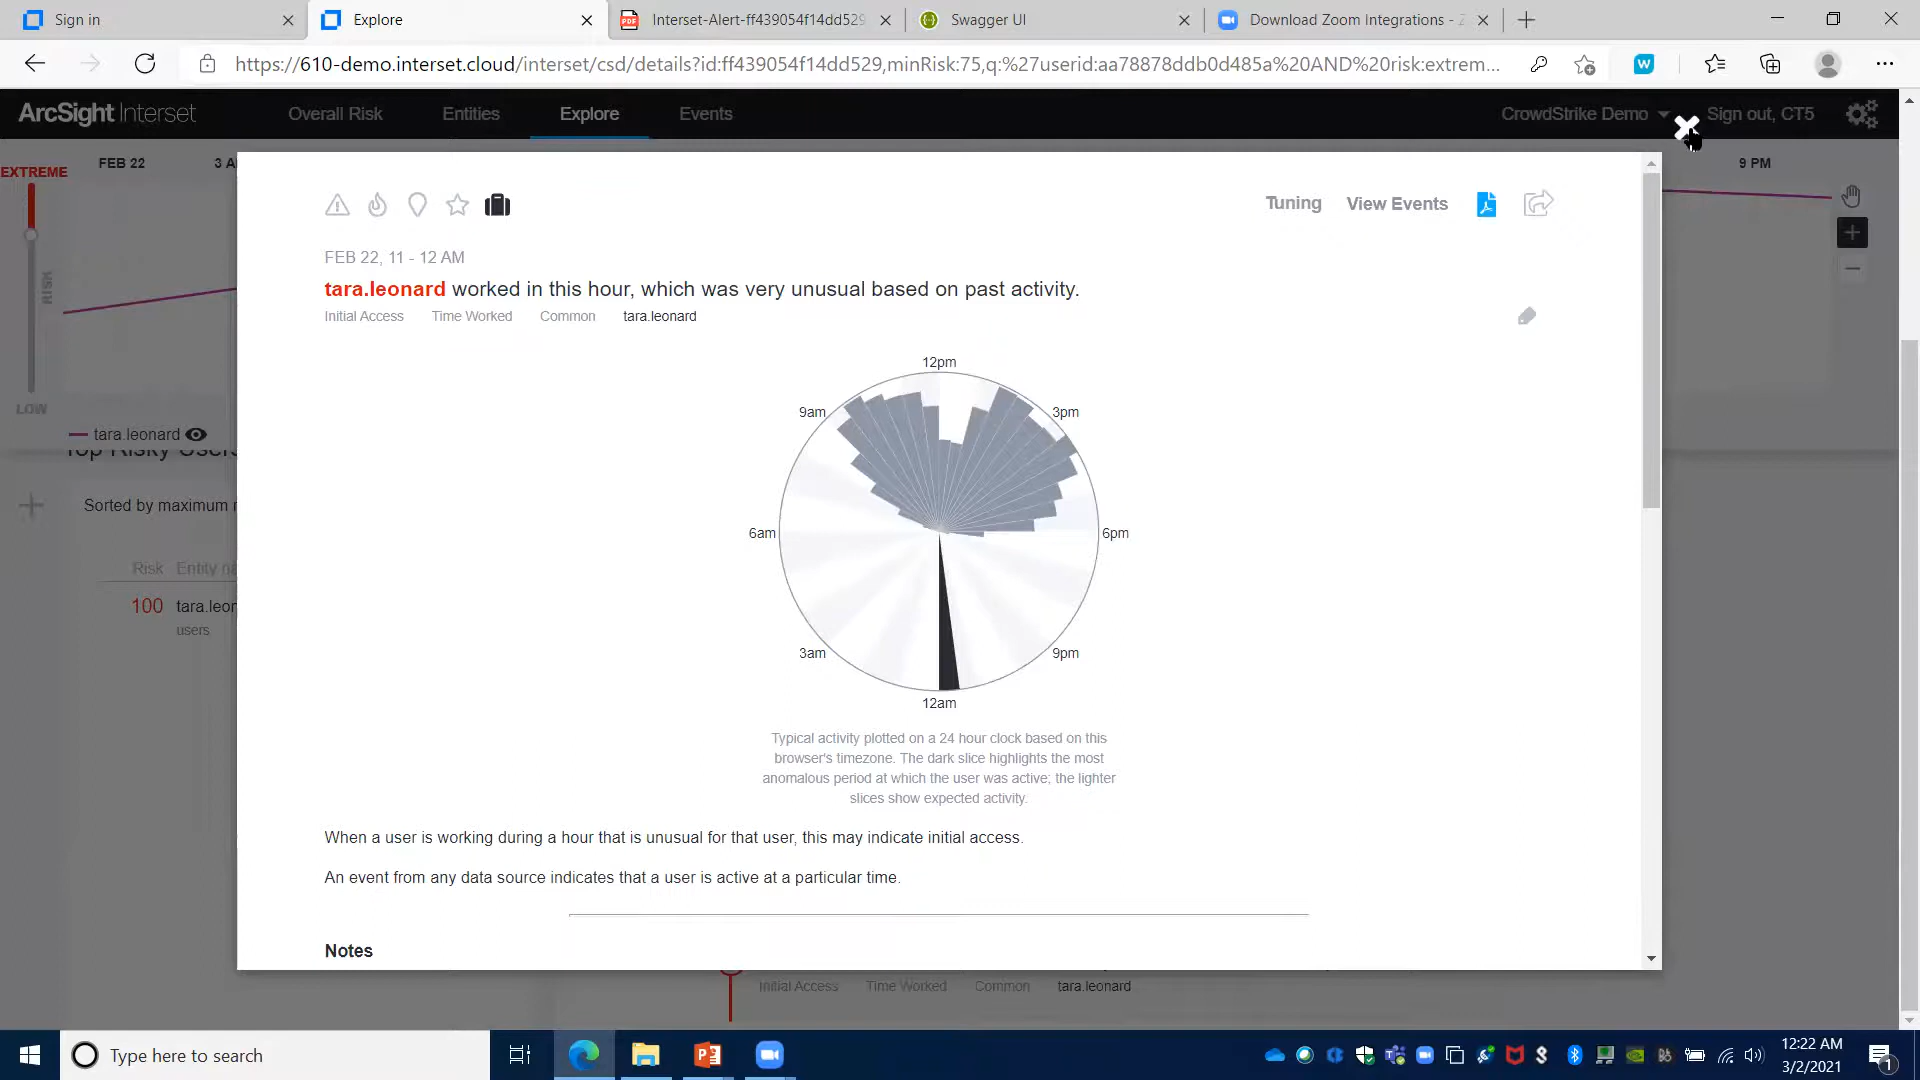 Sign in
Explore
Interset-Alert-ff439054f14dd529
Swagger UI
Download Zoom Integrations - Z
https://610-demo.interset.cloud/interset/csd/details?id:ff439054f14dd529,minRisk:75,q:%27userid:aa78878ddb0d485a%20AND%20risk:extrem...
ArcSight Interset
Overall Risk
Entities
Explore
Events
CrowdStrike Demo
Sign out, CT5
EXTREME
FEB 22
3 A
9 PM
RISK
LOW
tara.leonard
Top Risky Users
Sorted by maximum r
Risk Entity na
100 tara.leon
users
Tuning
View Events
FEB 22, 11 - 12 AM
tara.leonard worked in this hour, which was very unusual based on past activity.
Initial Access Time Worked Common tara.leonard
12pm
9am
3pm
6am
6pm
3am
9pm
12am
Typical activity plotted on a 24 hour clock based on this
browser's timezone. The dark slice highlights the most
anomalous period at which the user was active; the lighter
slices show expected activity.
When a user is working during a hour that is unusual for that user, this may indicate initial access.
An event from any data source indicates that a user is active at a particular time.
Notes
Initial Access Time Worked Common tara.leonard
Type here to search
12:22 AM
3/2/2021
1